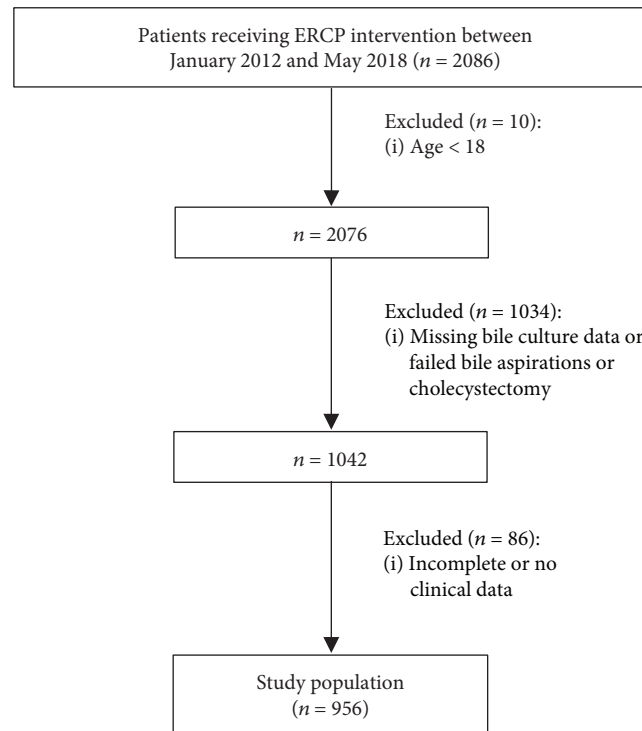 Patients receiving ERCP intervention between
January 2012 and May 2018 (n = 2086)
Excluded (n = 10):
(i) Age < 18
n = 2076
Excluded (n = 1034):
(i) Missing bile culture data or
failed bile aspirations or
cholecystectomy
n = 1042
Excluded (n = 86):
(i) Incomplete or no
clinical data
Study population
(n = 956)